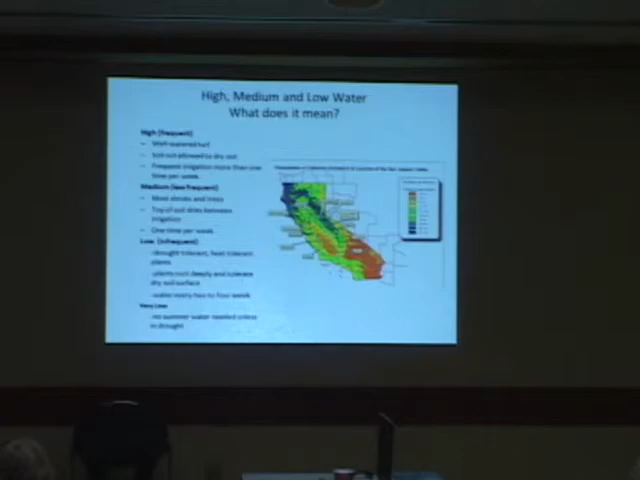 High, Medium and Low Water
What does it mean?
High (frequent)
– Well-watered turf
– Soil not allowed to dry out
– Frequent irrigation more than one
time per week
Medium (less frequent)
– Most shrubs and trees
– Top of soil dries between
irrigation
– One time per week
Low (infrequent)
-drought tolerant, heat tolerant
plants
-plants root deeply and tolerate
dry soil surface
-water every two to four week
Very Low
-no summer water needed unless
in drought